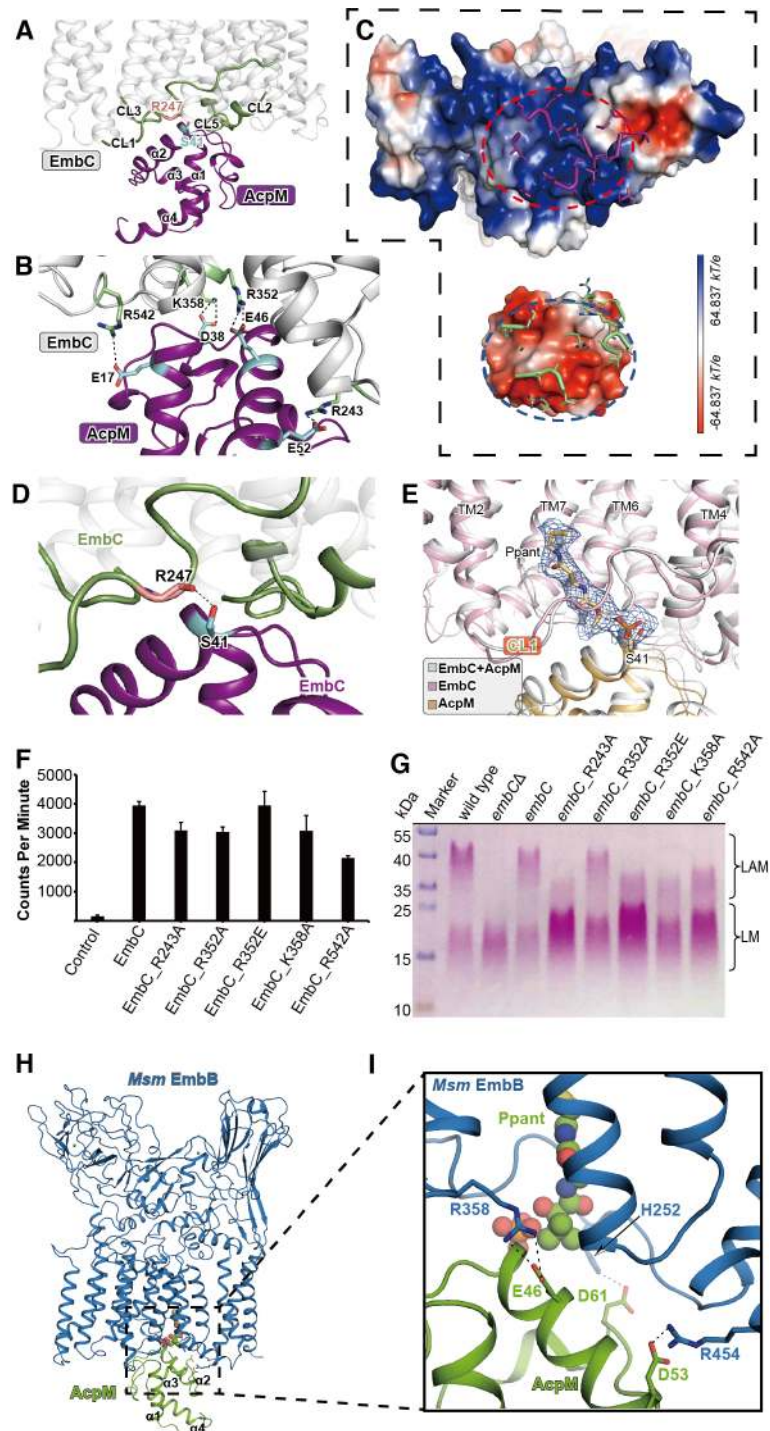 A
R247
CL3
CL2
CL1
CL5
S41
α2
EmbC
α3
α1
AcpM
α4
B
R542
K358
R352
EmbC
D38
E46
E17
R243
AcpM
E52
C
64.837 kT/e
-64.837 kT/e
D
EmbC
R247
S41
EmbC
E
TM2
TM7
TM6
TM4
Ppant
CL1
S41
EmbC+AcpM
EmbC
AcpM
F
Counts Per Minute
5000
4000
3000
2000
1000
Control
EmbC
EmbC_R243A
EmbC_R352A
EmbC_R352E
EmbC_K358A
EmbC_R542A
G
kDa
Marker
wild type
embCΔ
embC
embC_R243A
embC_R352A
embC_R352E
embC_K358A
embC_R542A
55
40
35
25
15
10
LAM
LM
H
Msm EmbB
AcpM
α3
α2
α1
α4
I
Msm EmbB
Ppant
R358
H252
E46
D61
R454
AcpM
D53